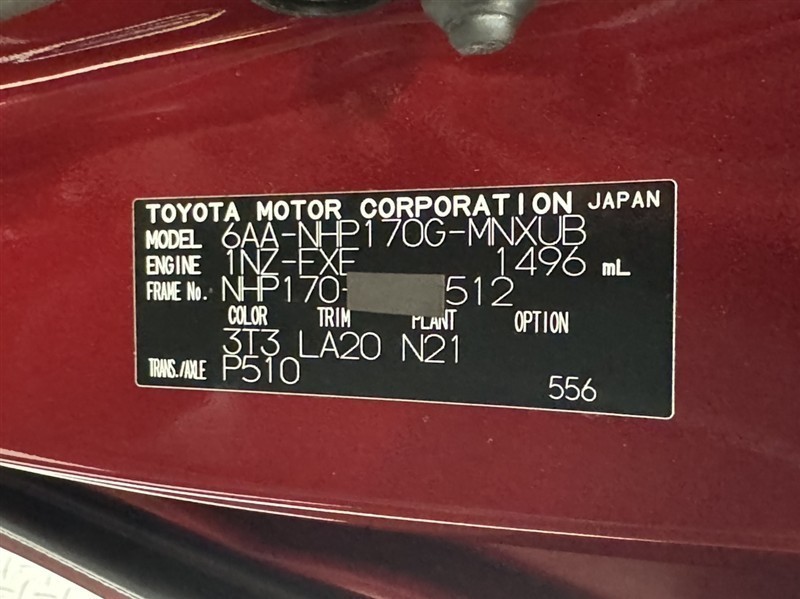 TOYOTA MOTOR CORPORATION JAPAN
MODEL 6AA-NHP170G-MNXUB
ENGINE 1NZ-FXE 1496 mL
FRAME No. NHP170- 512
COLOR TRIM PLANT OPTION
3T3 LA20 N21
TRANS./AXLE P510
556